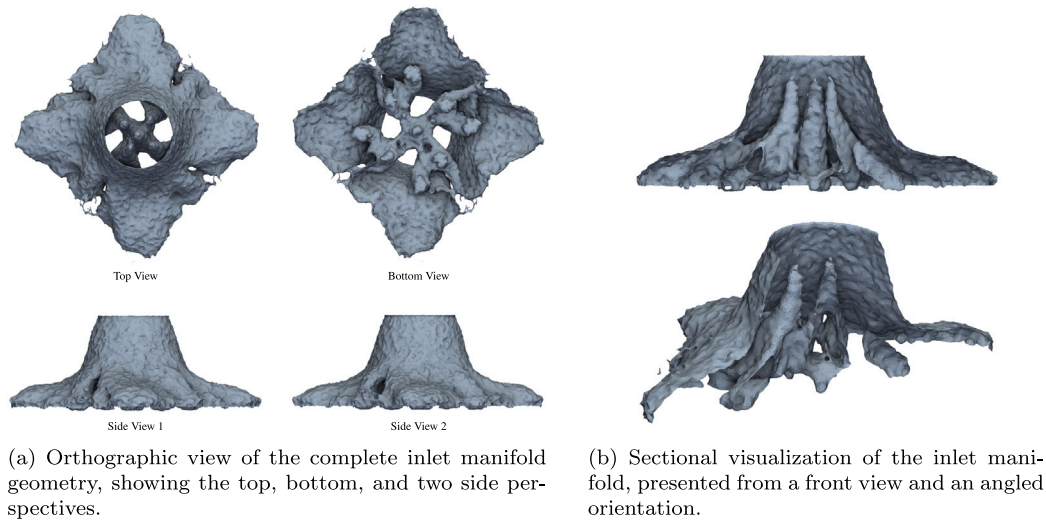 Top View
Bottom View
Side View 1
Side View 2
(a) Orthographic view of the complete inlet manifold
geometry, showing the top, bottom, and two side per-
spectives.
(b) Sectional visualization of the inlet mani-
fold, presented from a front view and an angled
orientation.